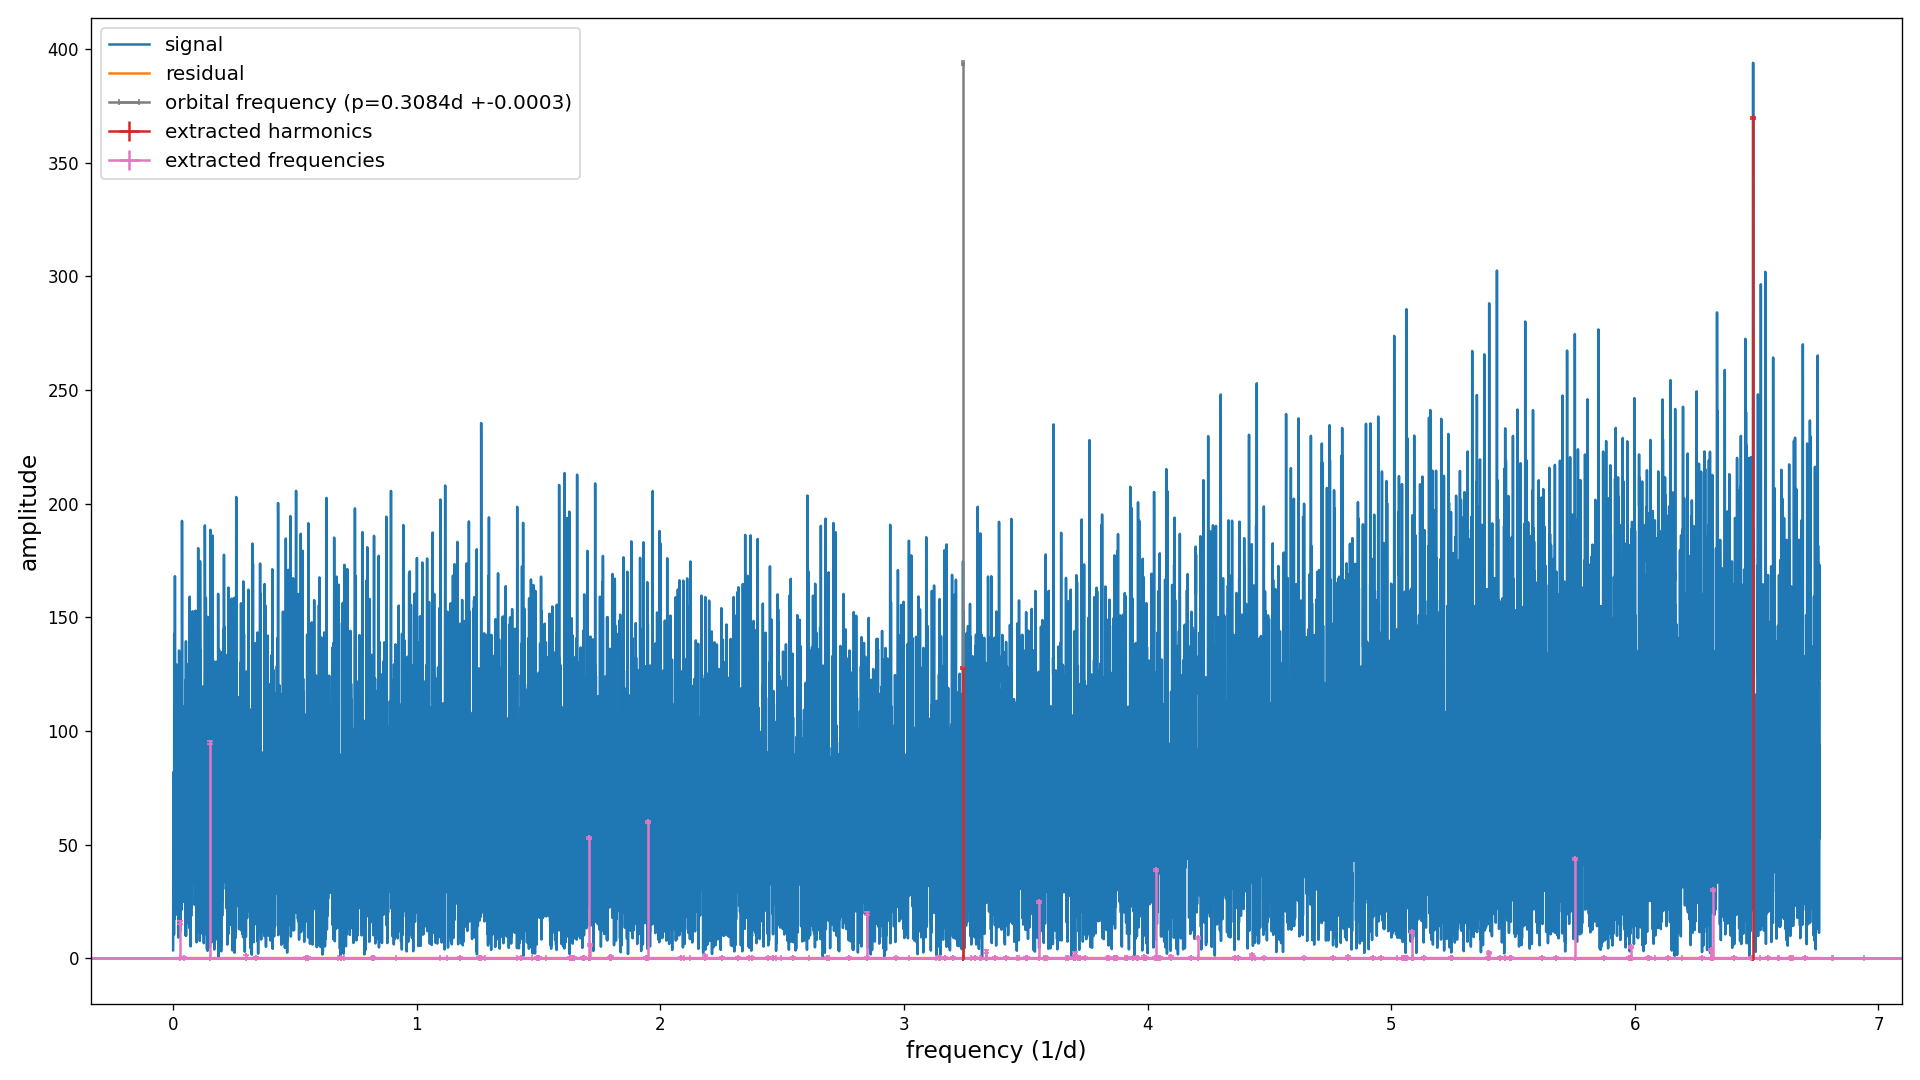 signal
residual
orbital frequency (p=0.3084d +-0.0003)
extracted harmonics
extracted frequencies
400
350
300
250
200
150
100
50
0
amplitude
0 1 2 3 4 5 6 7
frequency (1/d)